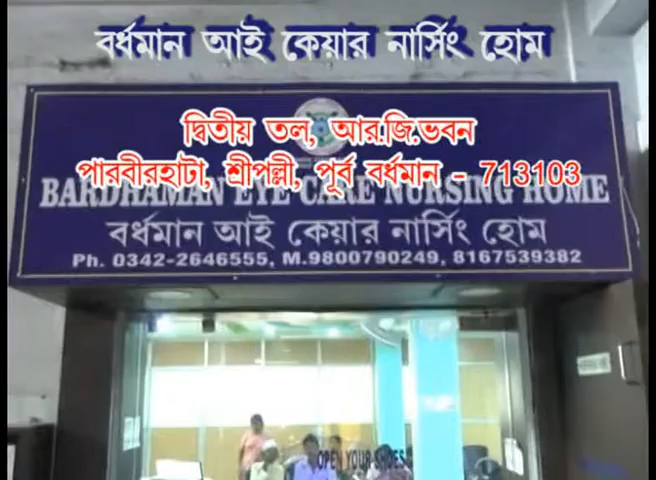 বর্ধমান আই কেয়ার নার্সিং হোম
দ্বিতীয় তল, আর.জি.ভবন
পারবীরহাটা, শ্রীপল্লী, পূর্ব বর্ধমান - 713103
BARDHAMAN EYE CARE NURSING HOME
বর্ধমান আই কেয়ার নার্সিং হোম
Ph. 0342-2646555, M.9800790249, 8167539382
OPEN YOUR SHOES